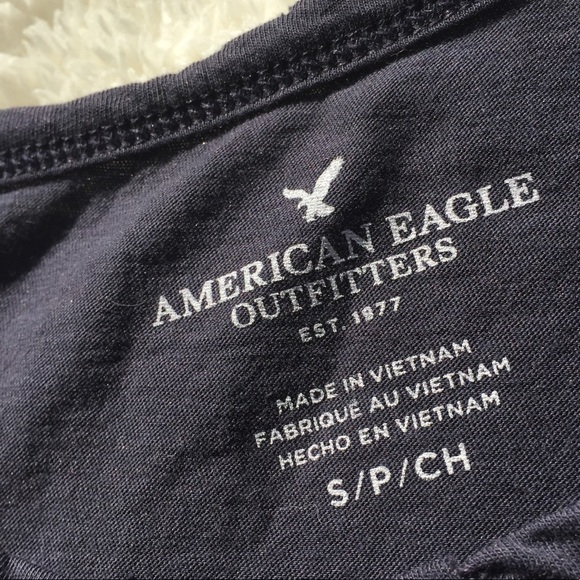 AMERICAN EAGLE
OUTFITTERS
EST. 1977
MADE IN VIETNAM
FABRIQUÉ AU VIETNAM
HECHO EN VIETNAM
S/P/CH